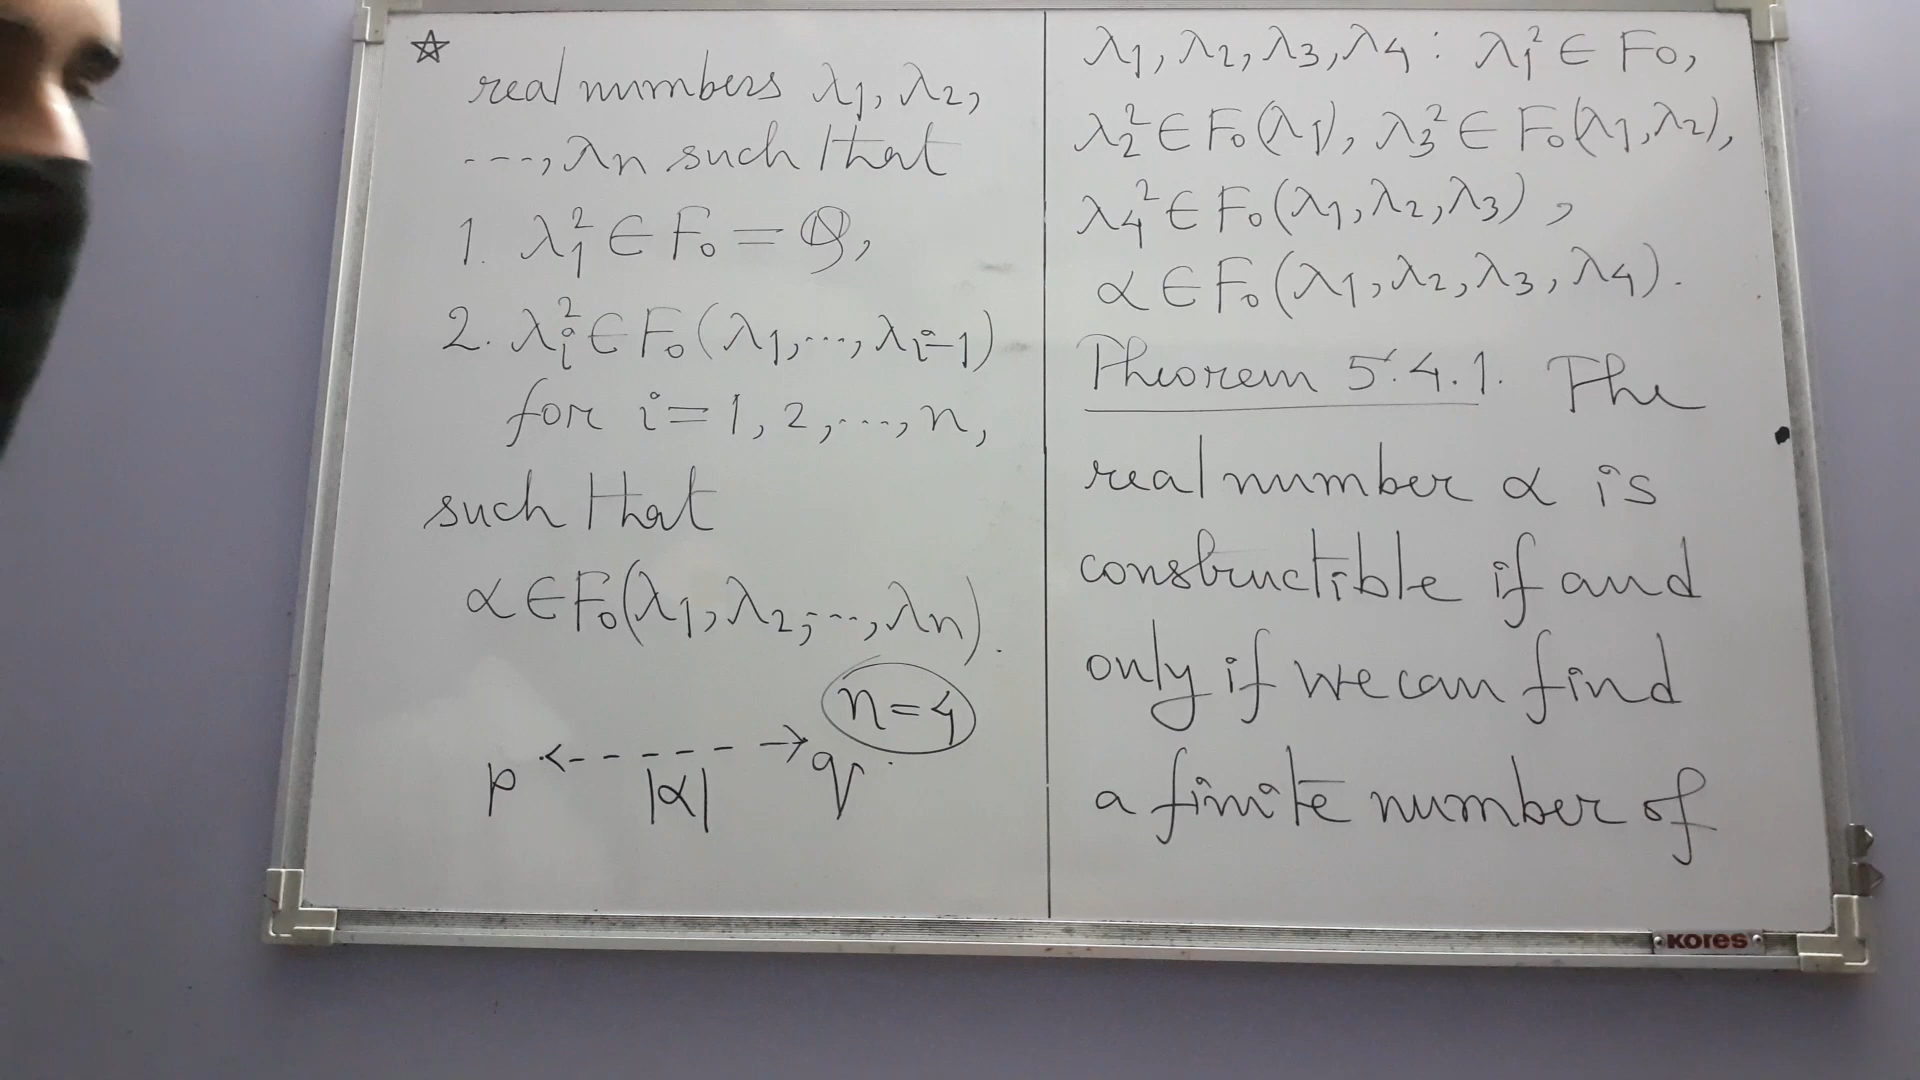 ☆
real numbers λ₁, λ₂,
---, λn such that
1. λ₁² ∈ F₀ = ℚ,
2. λᵢ² ∈ F₀(λ₁, ..., λᵢ₋₁)
for i = 1, 2, ..., n,
such that
α ∈ F₀(λ₁, λ₂, ..., λn).
n = 4
p <- - - - - -> q
|α|
λ₁, λ₂, λ₃, λ₄ : λ₁² ∈ F₀,
λ₂² ∈ F₀(λ₁), λ₃² ∈ F₀(λ₁, λ₂),
λ₄² ∈ F₀(λ₁, λ₂, λ₃),
α ∈ F₀(λ₁, λ₂, λ₃, λ₄).
Theorem 5.4.1. The
real number α is
constructible if and
only if we can find
a finite number of
KORES